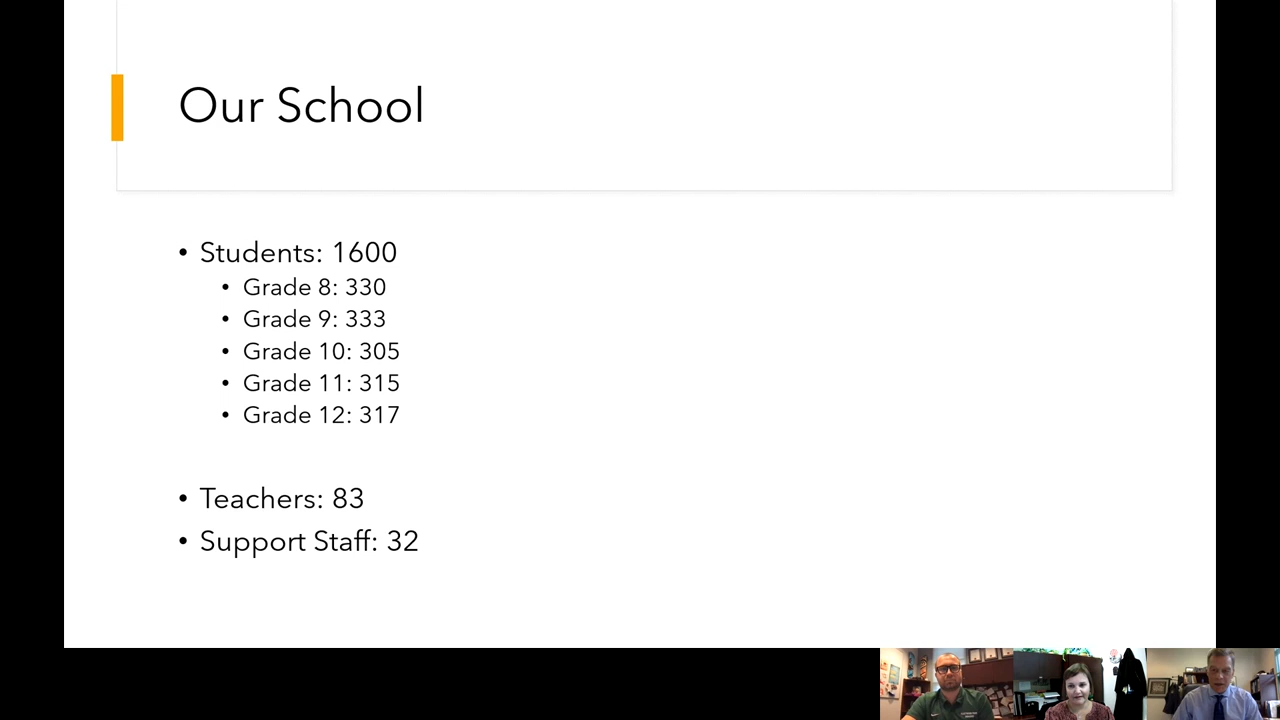 Our School
• Students: 1600
• Grade 8: 330
• Grade 9: 333
• Grade 10: 305
• Grade 11: 315
• Grade 12: 317
• Teachers: 83
• Support Staff: 32